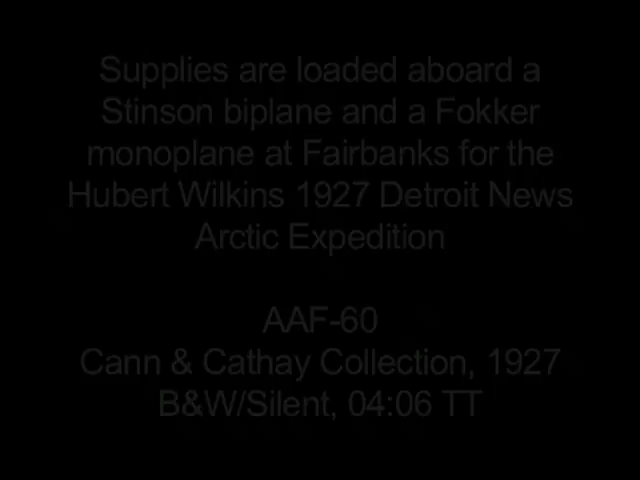 Supplies are loaded aboard a
Stinson biplane and a Fokker
monoplane at Fairbanks for the
Hubert Wilkins 1927 Detroit News
Arctic Expedition
AAF-60
Cann & Cathay Collection, 1927
B&W/Silent, 04:06 TT